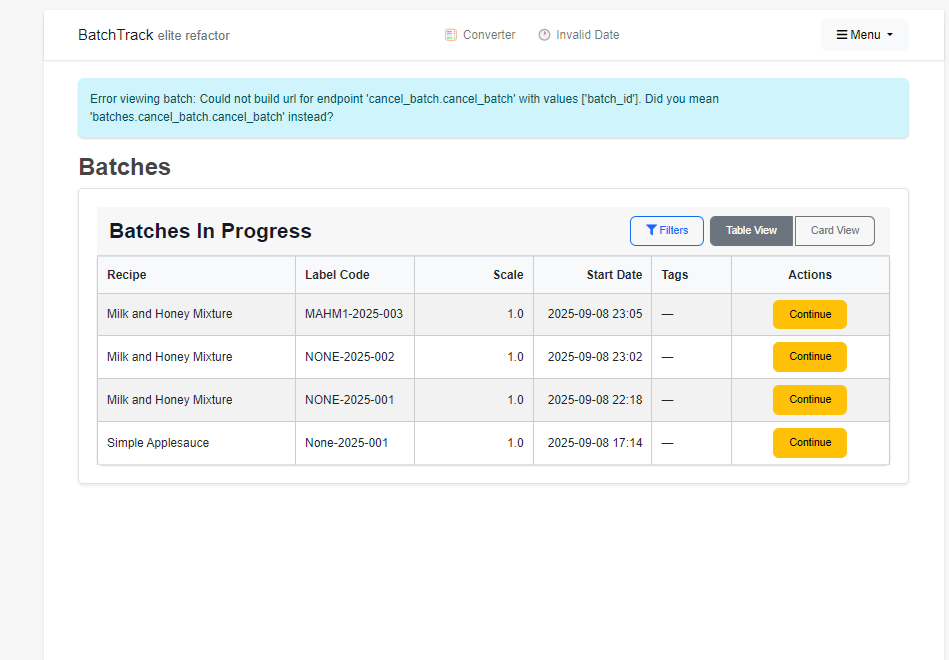 BatchTrack elite refactor Converter Invalid Date Menu
Error viewing batch: Could not build url for endpoint 'cancel_batch.cancel_batch' with values ['batch_id']. Did you mean
'batches.cancel_batch.cancel_batch' instead?
Batches
Batches In Progress Filters Table View Card View
Recipe Label Code Scale Start Date Tags Actions
Milk and Honey Mixture MAHM1-2025-003 1.0 2025-09-08 23:05 — Continue
Milk and Honey Mixture NONE-2025-002 1.0 2025-09-08 23:02 — Continue
Milk and Honey Mixture NONE-2025-001 1.0 2025-09-08 22:18 — Continue
Simple Applesauce None-2025-001 1.0 2025-09-08 17:14 — Continue